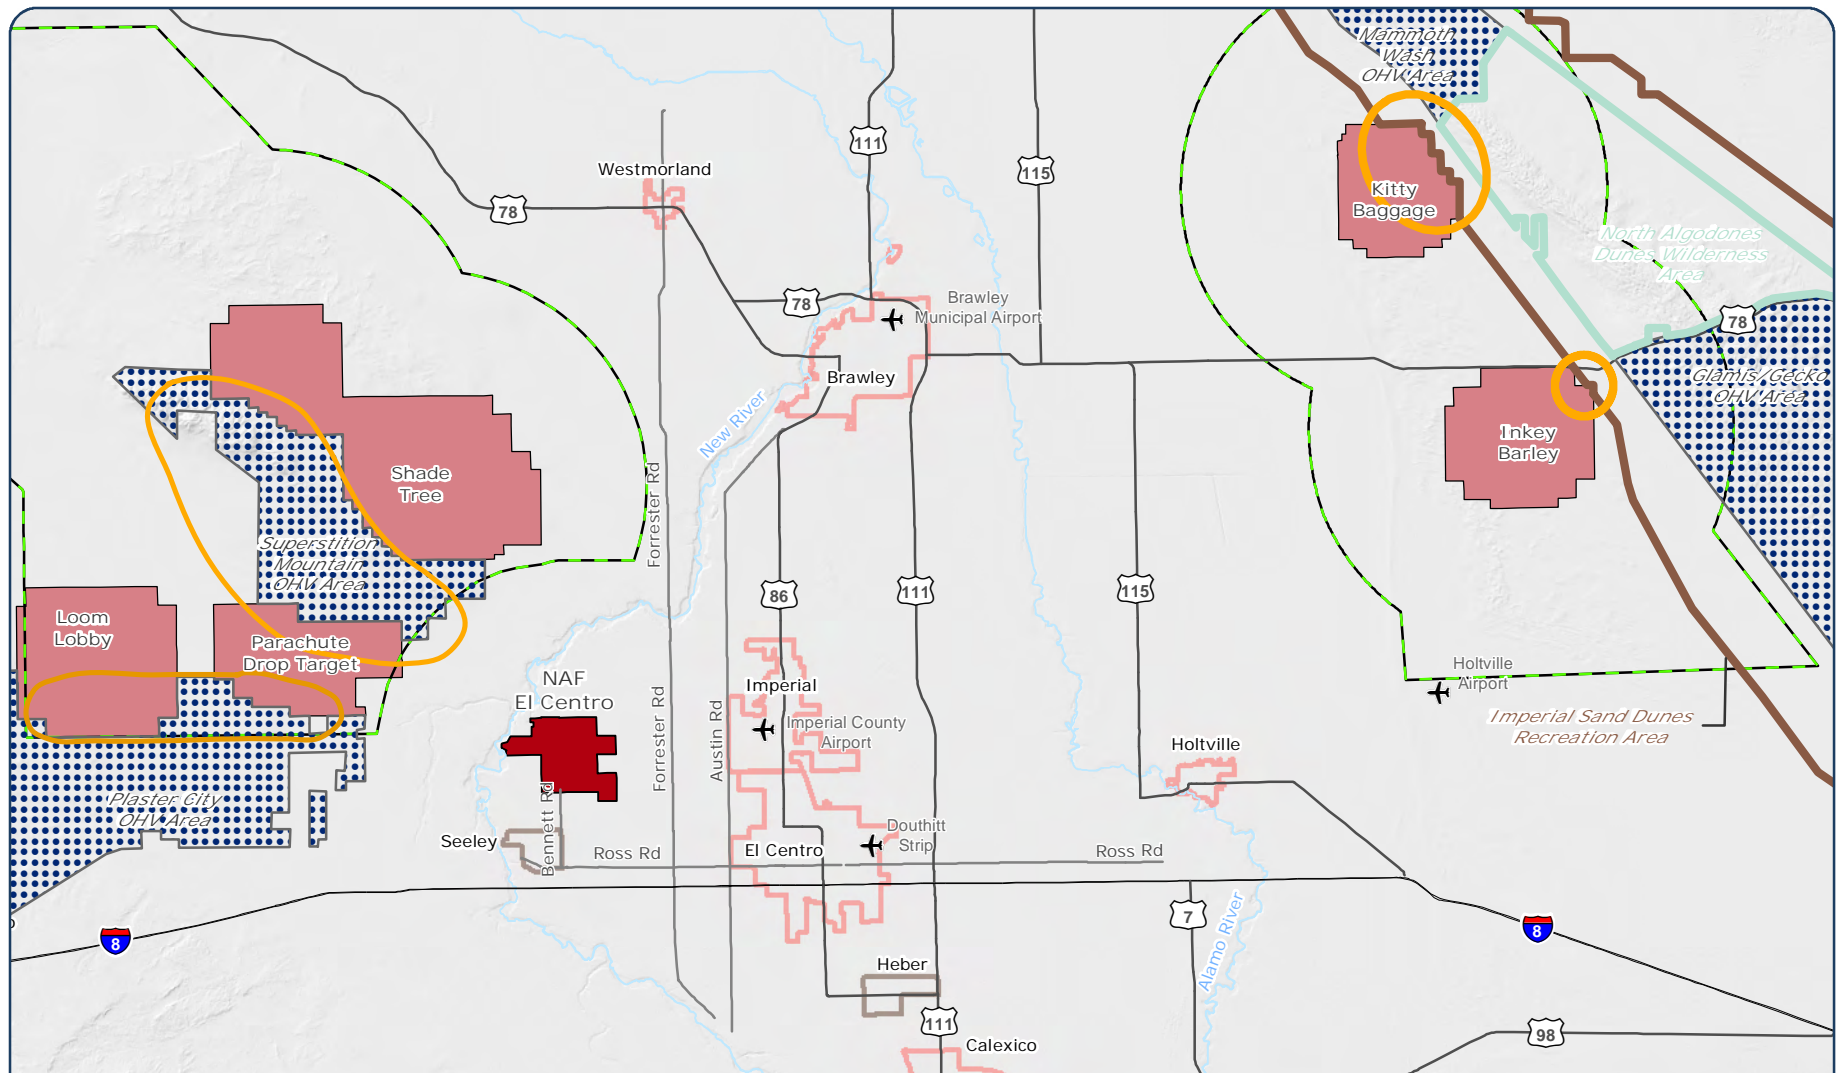 Mammoth
Wash
OHV Area
111
115
Westmorland
78
Kitty
Baggage
North Algodones
Dunes Wilderness
Area
78
Brawley
Municipal Airport
78
Brawley
Glamis/Gecko
OHV Area
New River
Inkey
Barley
Shade
Tree
Forrester Rd
Superstition
Mountain
OHV Area
86
111
115
Loom
Lobby
Parachute
Drop Target
NAF
El Centro
Imperial
Holtville
Airport
Forrester Rd
Austin Rd
Imperial County
Airport
Imperial Sand Dunes
Recreation Area
Holtville
Plaster City
OHV Area
Bennett Rd
Seeley
Ross Rd
El Centro
Douthitt
Strip
Ross Rd
7
Alamo River
8
8
Heber
111
Calexico
98